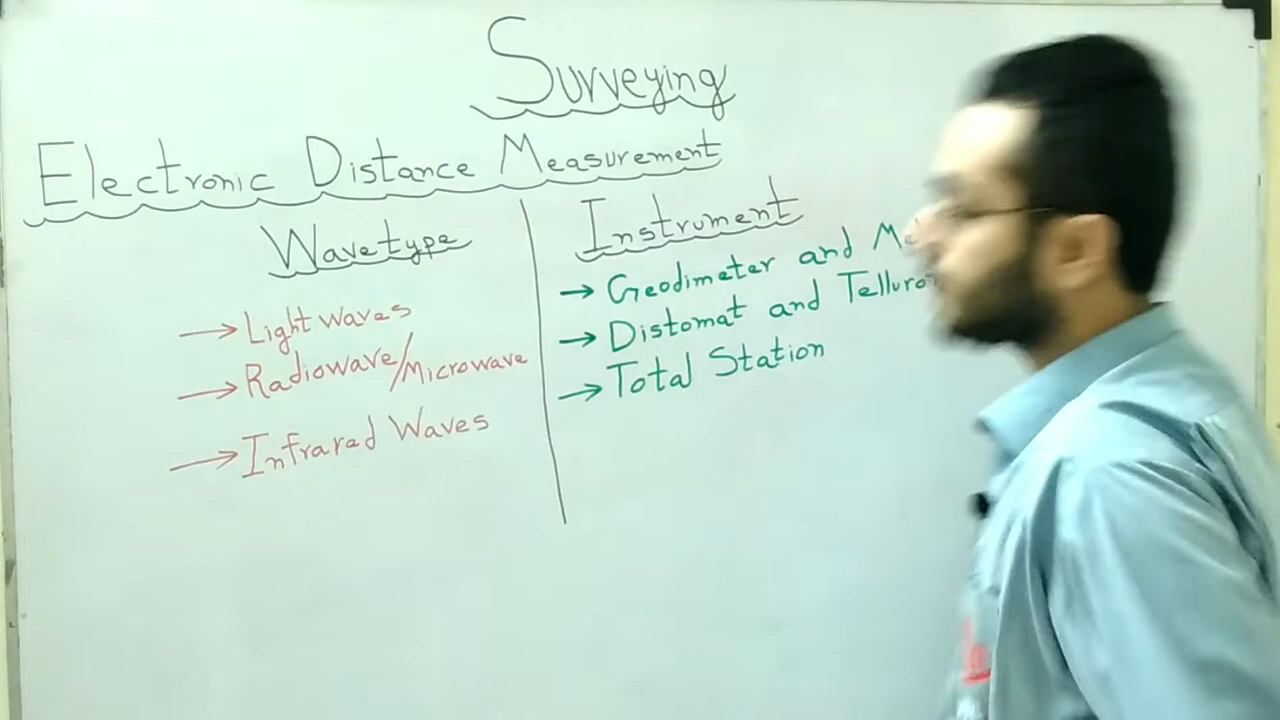 Surveying
Electronic Distance Measurement
Wavetype
→ Light Waves
→ Radiowave/Microwave
→ Infrared Waves
Instrument
→ Geodimeter and
→ Distomat and
→ Total Station